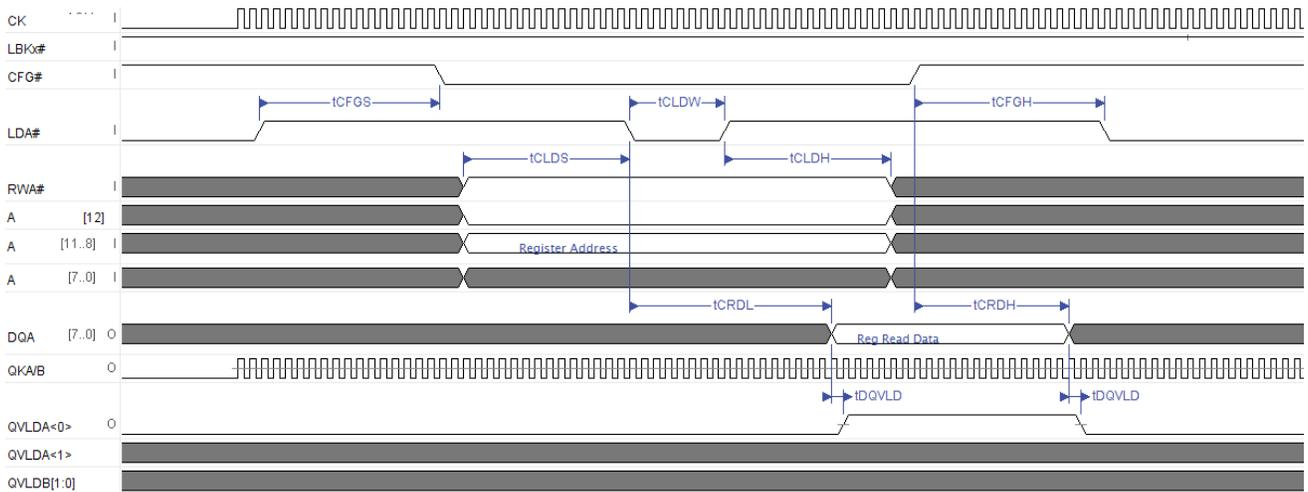 CK I
LBKx# I
CFG# I
tCFGS tCLDW tCFGH
LDA# I
tCLDS tCLDH
RWA# I
A [12]
A [11..8] I Register Address
A [7..0] I
tCRDL tCRDH
DQA [7..0] O Reg Read Data
QKA/B O
tDQVLD tDQVLD
QVLDA<0> O
QVLDA<1>
QVLDB[1:0]